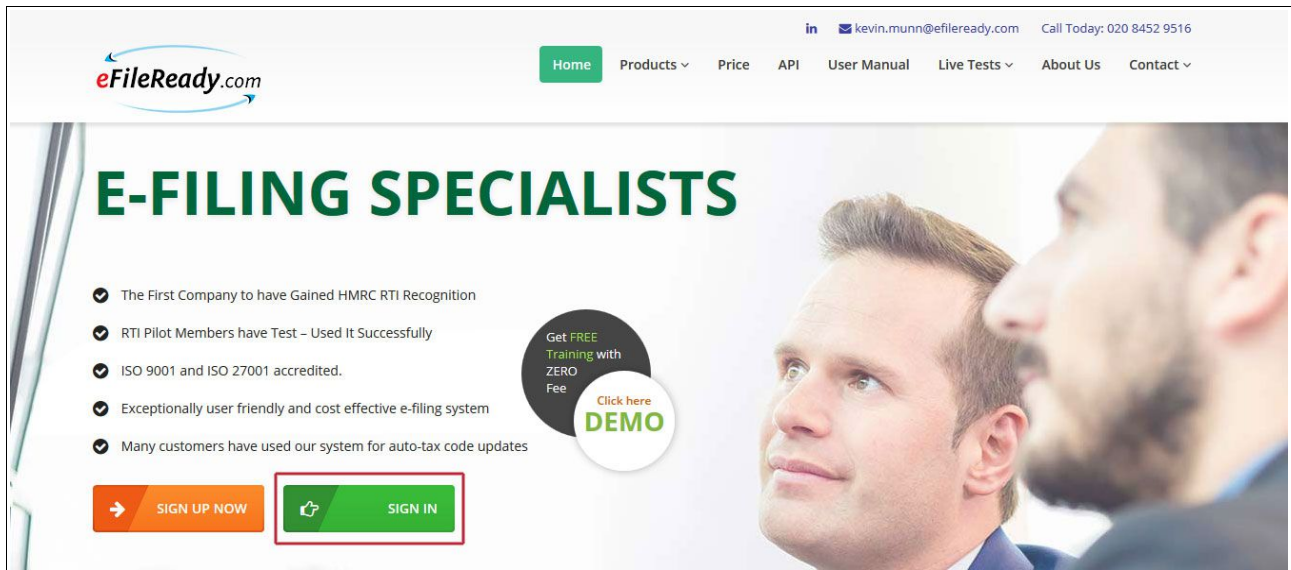 in kevin.munn@efileready.com Call Today: 020 8452 9516
eFileReady.com
Home Products Price API User Manual Live Tests About Us Contact
E-FILING SPECIALISTS
The First Company to have Gained HMRC RTI Recognition
RTI Pilot Members have Test – Used It Successfully
ISO 9001 and ISO 27001 accredited.
Exceptionally user friendly and cost effective e-filing system
Many customers have used our system for auto-tax code updates
Get FREE
Training with
ZERO
Fee
Click here
DEMO
SIGN UP NOW
SIGN IN